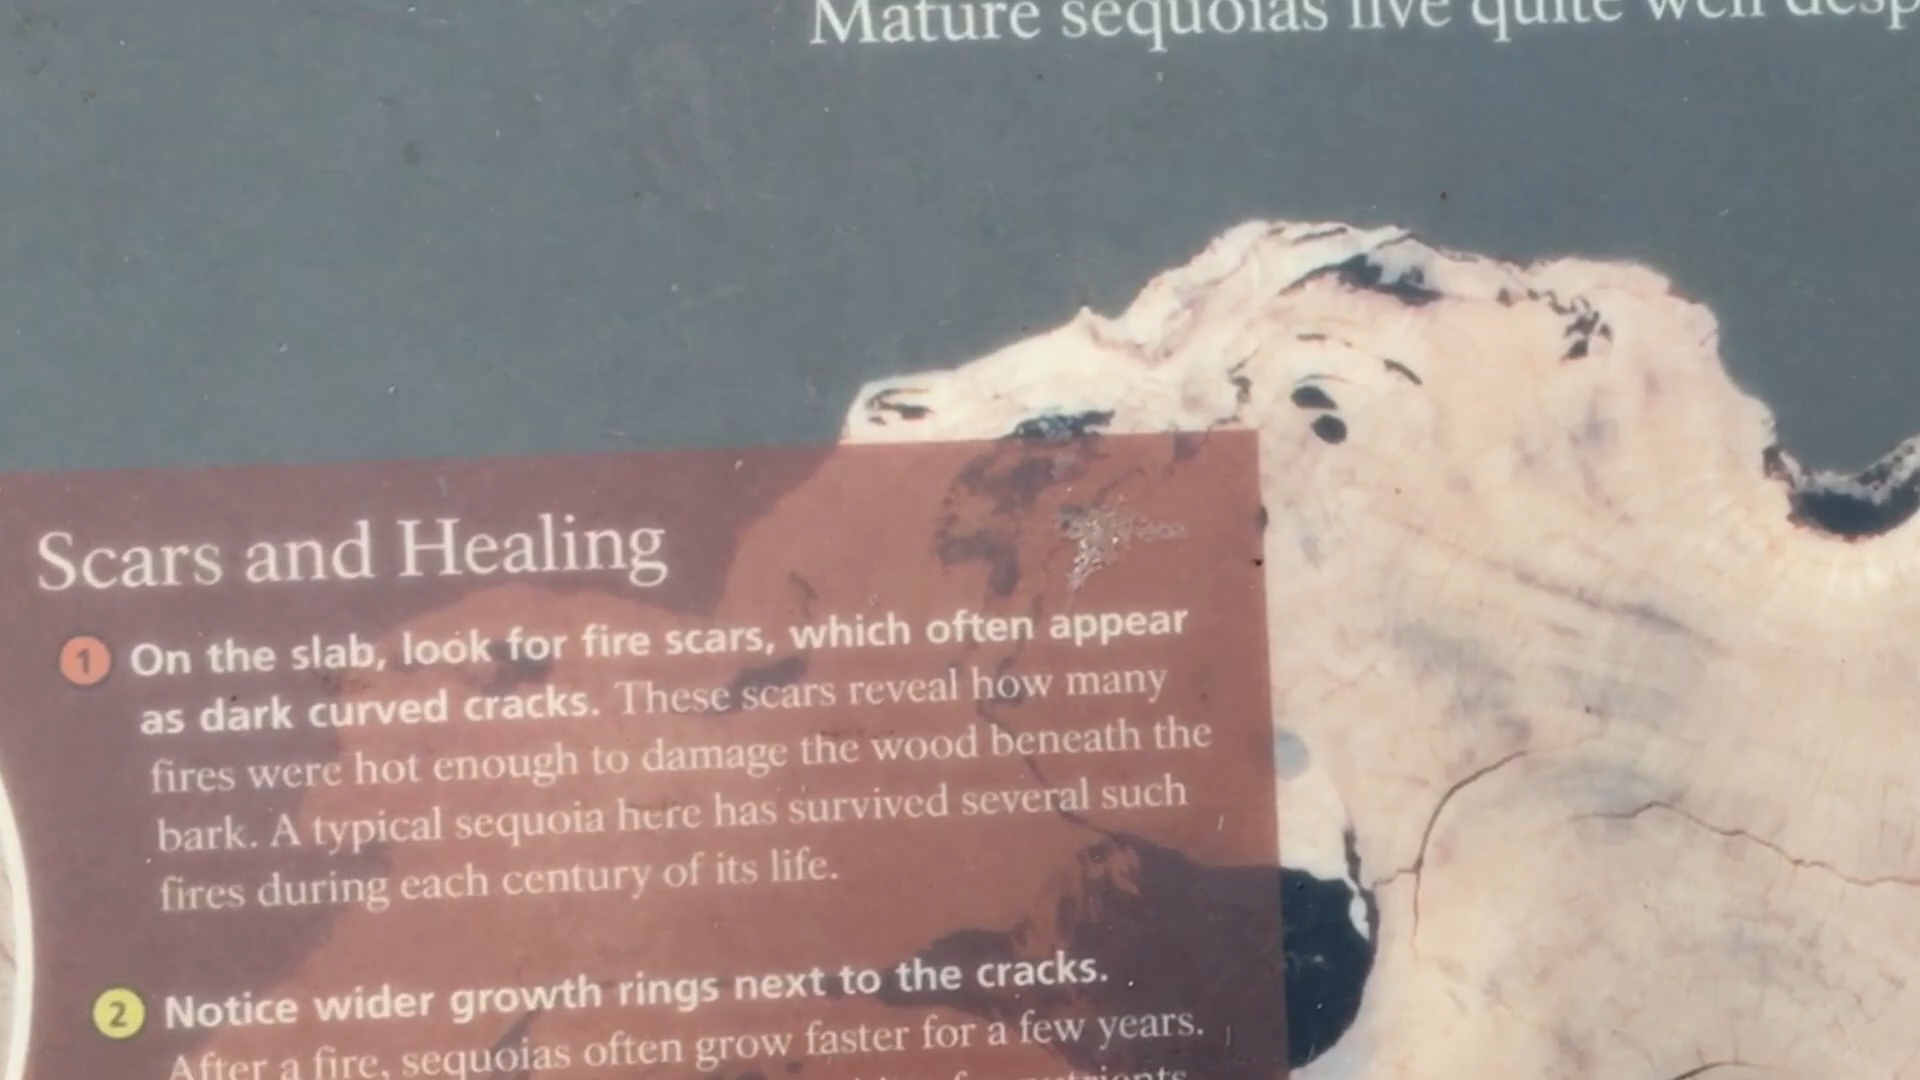 Mature sequoias live quite well
Scars and Healing
1 On the slab, look for fire scars, which often appear
as dark curved cracks. These scars reveal how many
fires were hot enough to damage the wood beneath the
bark. A typical sequoia here has survived several such
fires during each century of its life.
2 Notice wider growth rings next to the cracks.
After a fire, sequoias often grow faster for a few years.